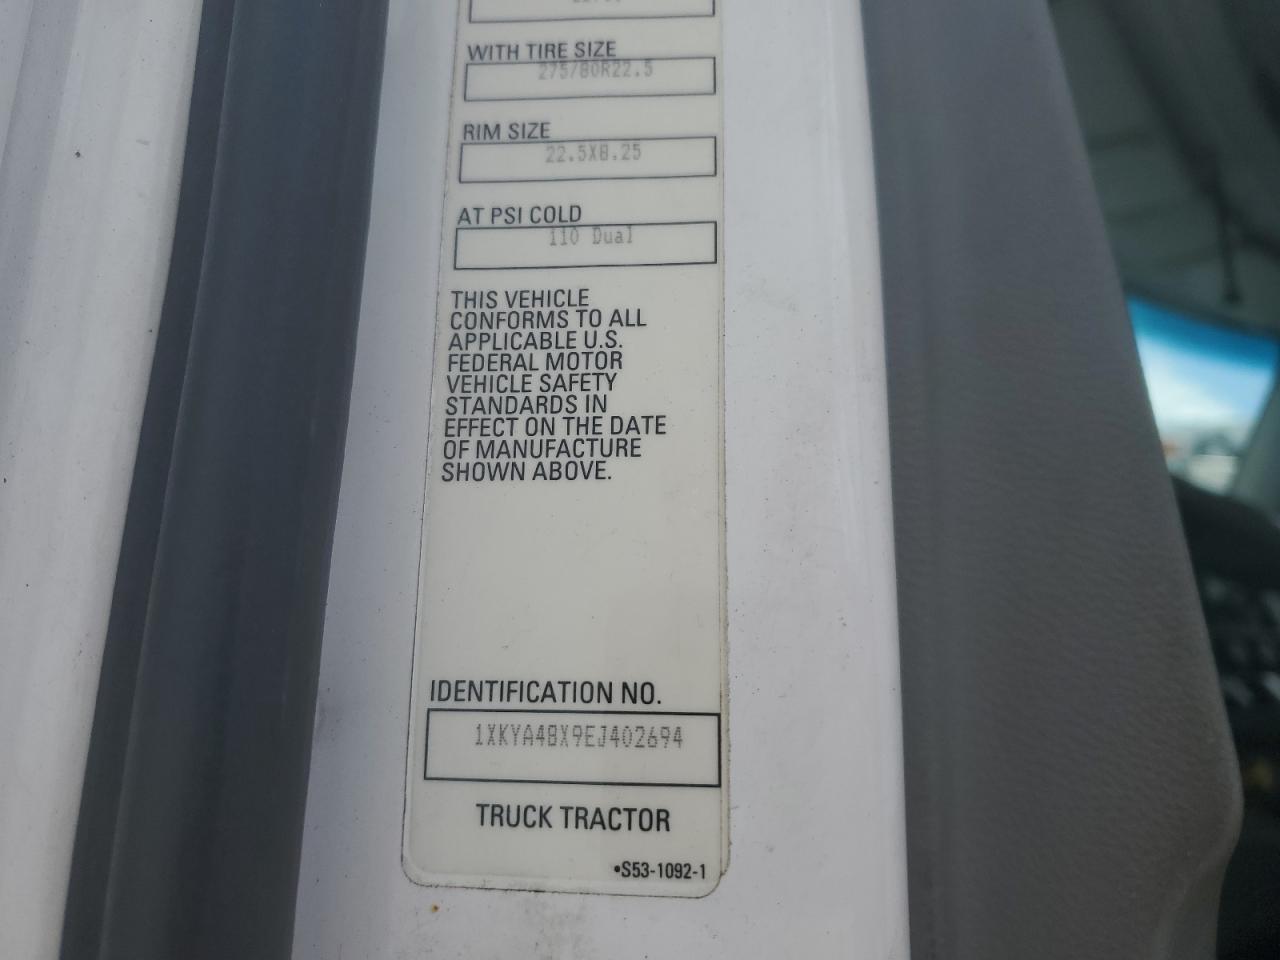 WITH TIRE SIZE
275/80R22.5
RIM SIZE
22.5X8.25
AT PSI COLD
110 Dual
THIS VEHICLE
CONFORMS TO ALL
APPLICABLE U.S.
FEDERAL MOTOR
VEHICLE SAFETY
STANDARDS IN
EFFECT ON THE DATE
OF MANUFACTURE
SHOWN ABOVE.
IDENTIFICATION NO.
1XKYA48X9EJ402694
TRUCK TRACTOR
•S53-1092-1